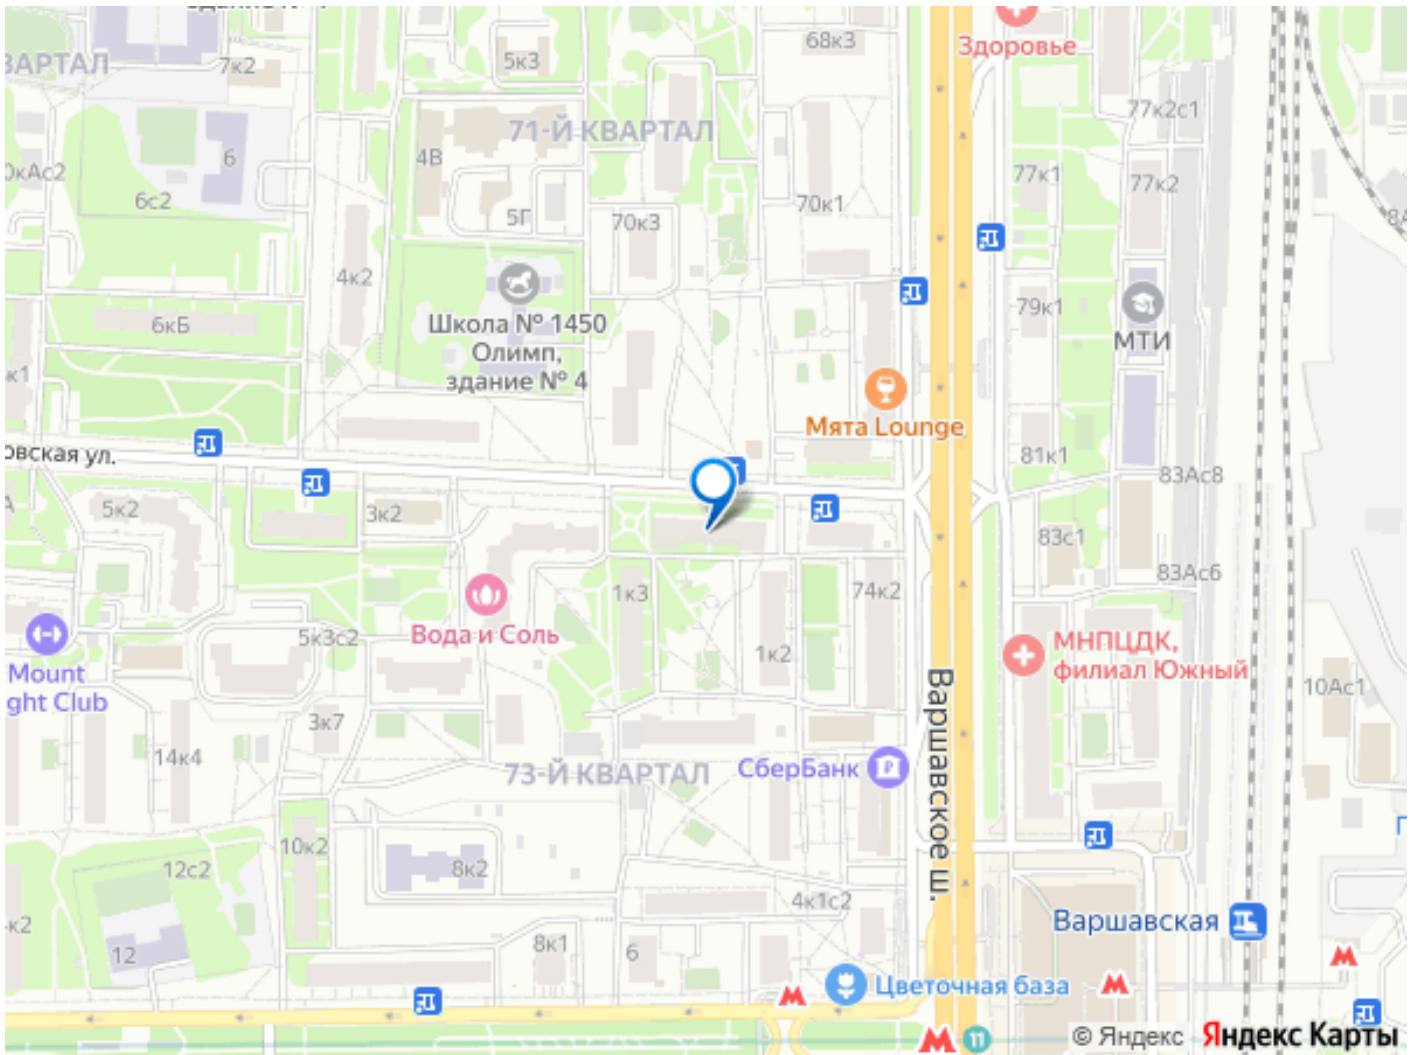 68к3
Здоровье
5к3
7к2
КВАРТАЛ
77к2с1
71-Й КВАРТАЛ
4В
6
77к1
77к2
6с2
5Г
70к3
70к1
4к2
79к1
6кБ
Школа № 1450
Олимп,
здание № 4
МТИ
к1
Мята Lounge
овская ул.
81к1
83Ас8
5к2
3к2
83с1
83Ас6
1к3
74к2
Вода и Соль
5к3с2
1к2
МНПЦДК,
филиал Южный
Mount
ght Club
10Ас1
3к7
14к4
73-Й КВАРТАЛ
СберБанк
Варшавское ш.
10к2
12с2
8к2
4к1с2
Варшавская
к2
12
8к1
6
Цветочная база
11
© Яндекс Яндекс Карты